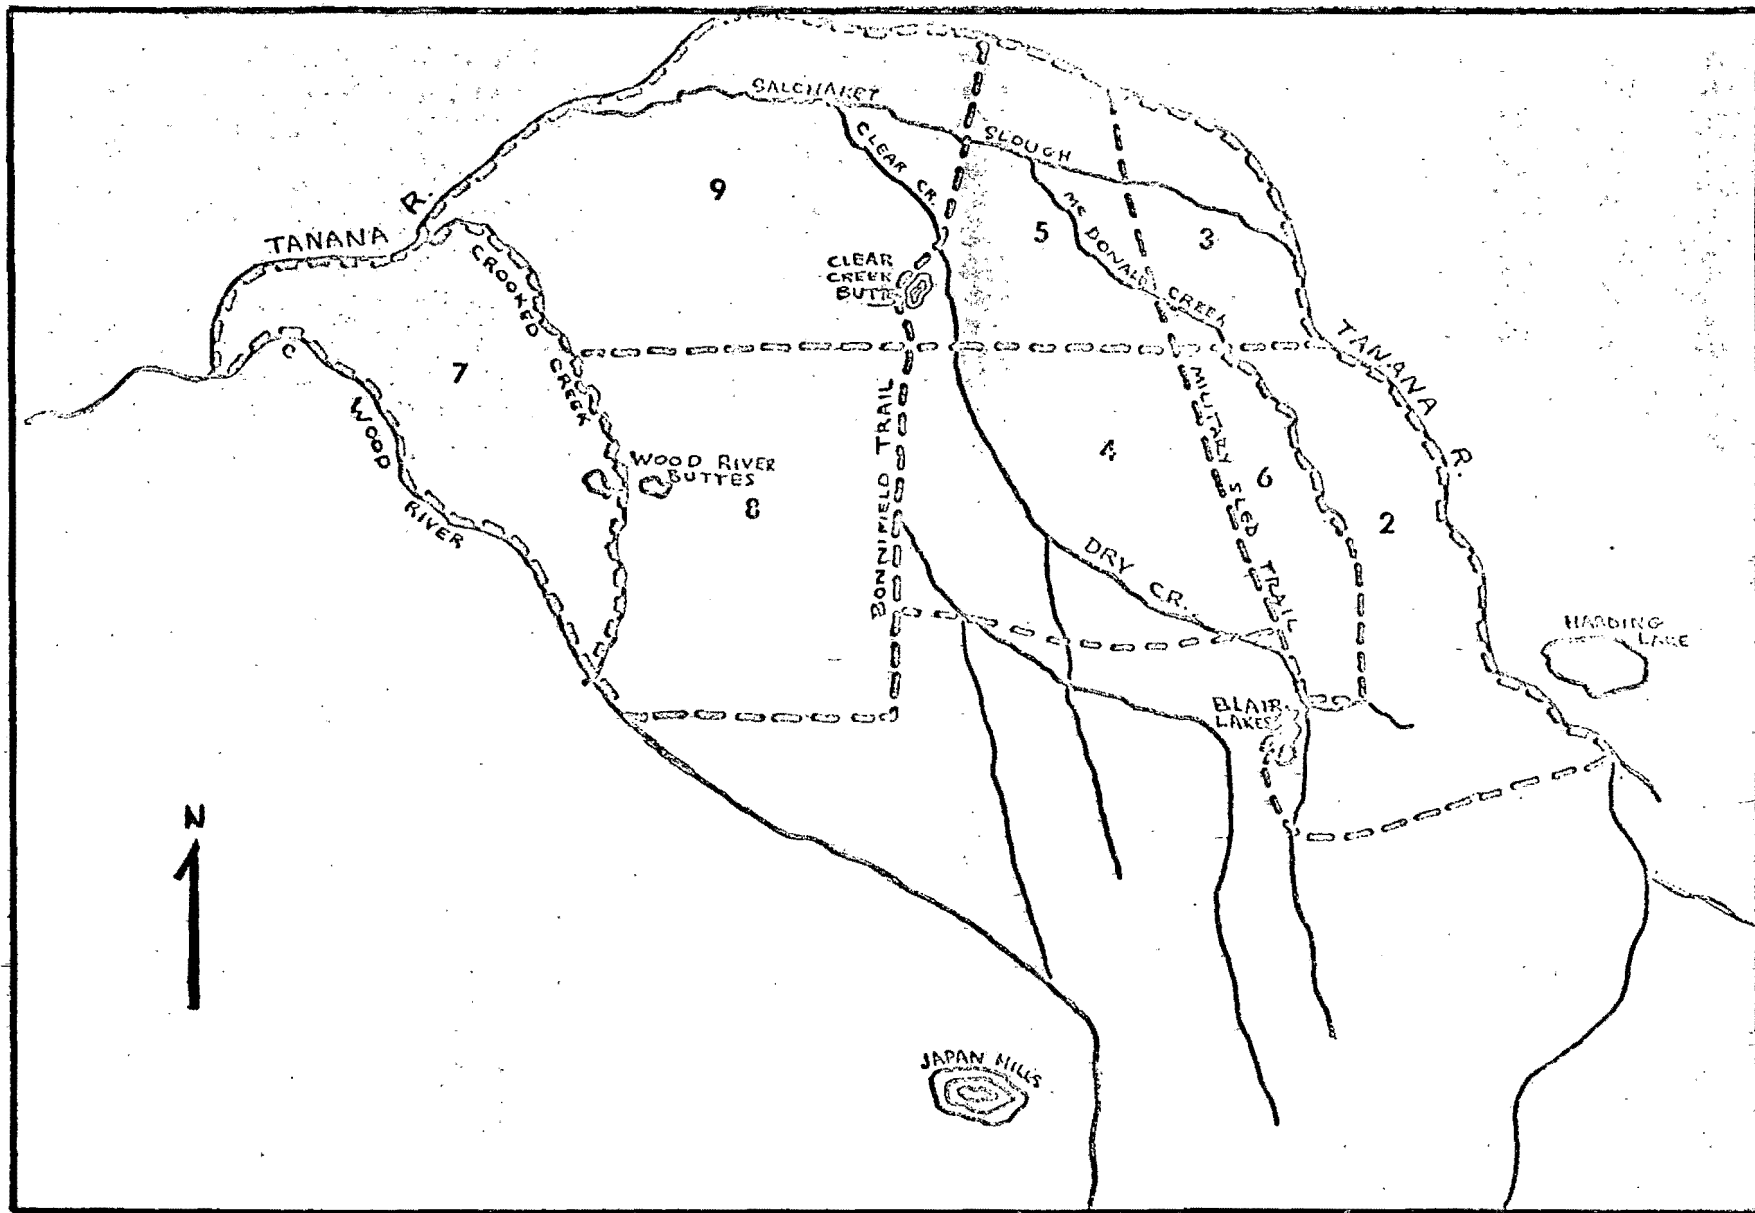 SALCHAKET
SLOUGH
CLEAR CR.
TANANA R.
9
5
3
MC DONALD CREEK
CROOKED CREEK
CLEAR
CREEK
BUTTE
TANANA R.
7
WOOD RIVER
WOOD RIVER
BUTTES
8
BONNIFIELD TRAIL
4
MILITARY SLED TRAIL
6
2
DRY CR.
HARDING
LAKE
BLAIR
LAKES
N
JAPAN HILLS